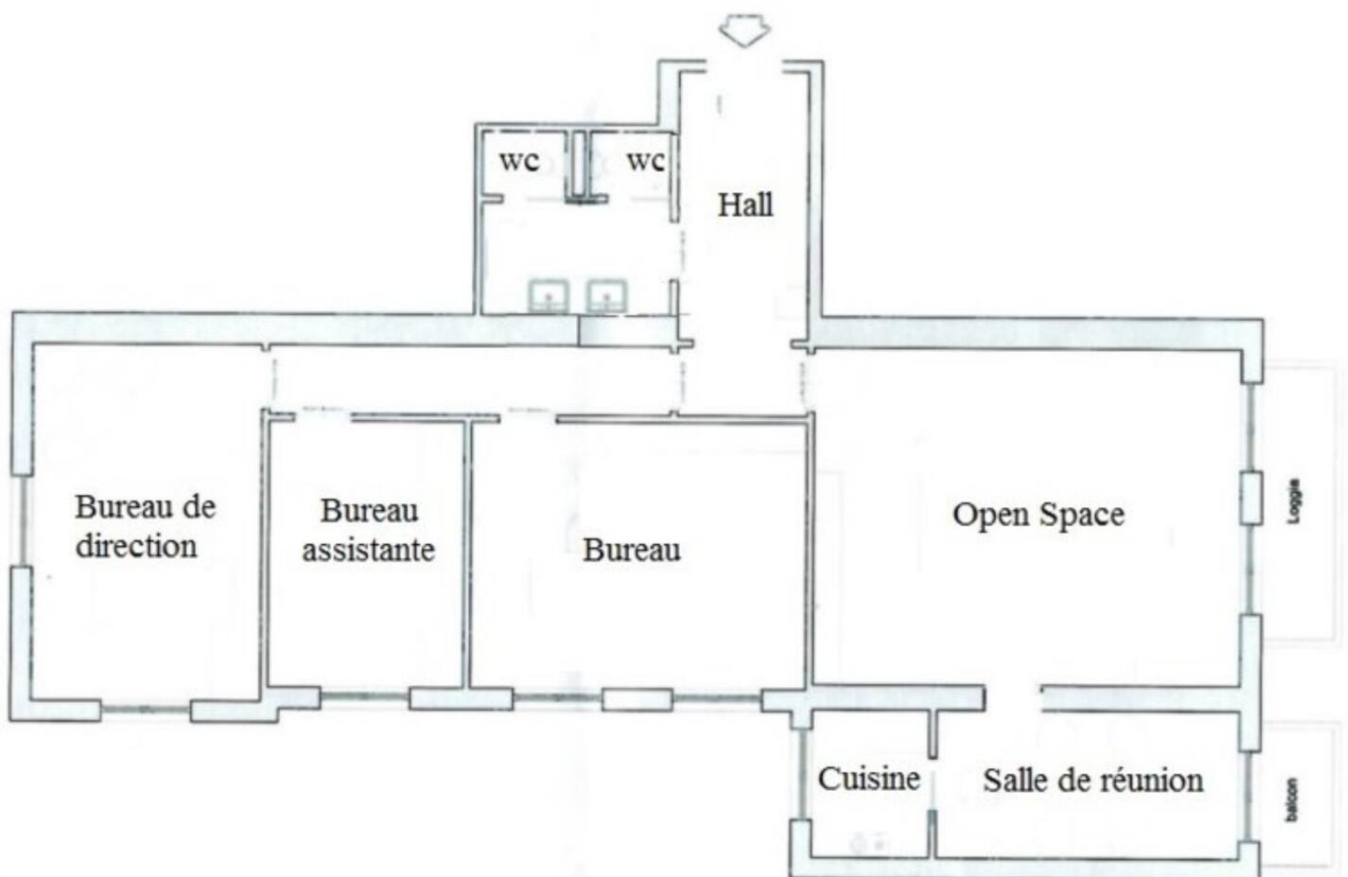 wc
wc
Hall
Bureau de
direction
Bureau
assistante
Bureau
Open Space
Loggia
Cuisine
Salle de réunion
balcon